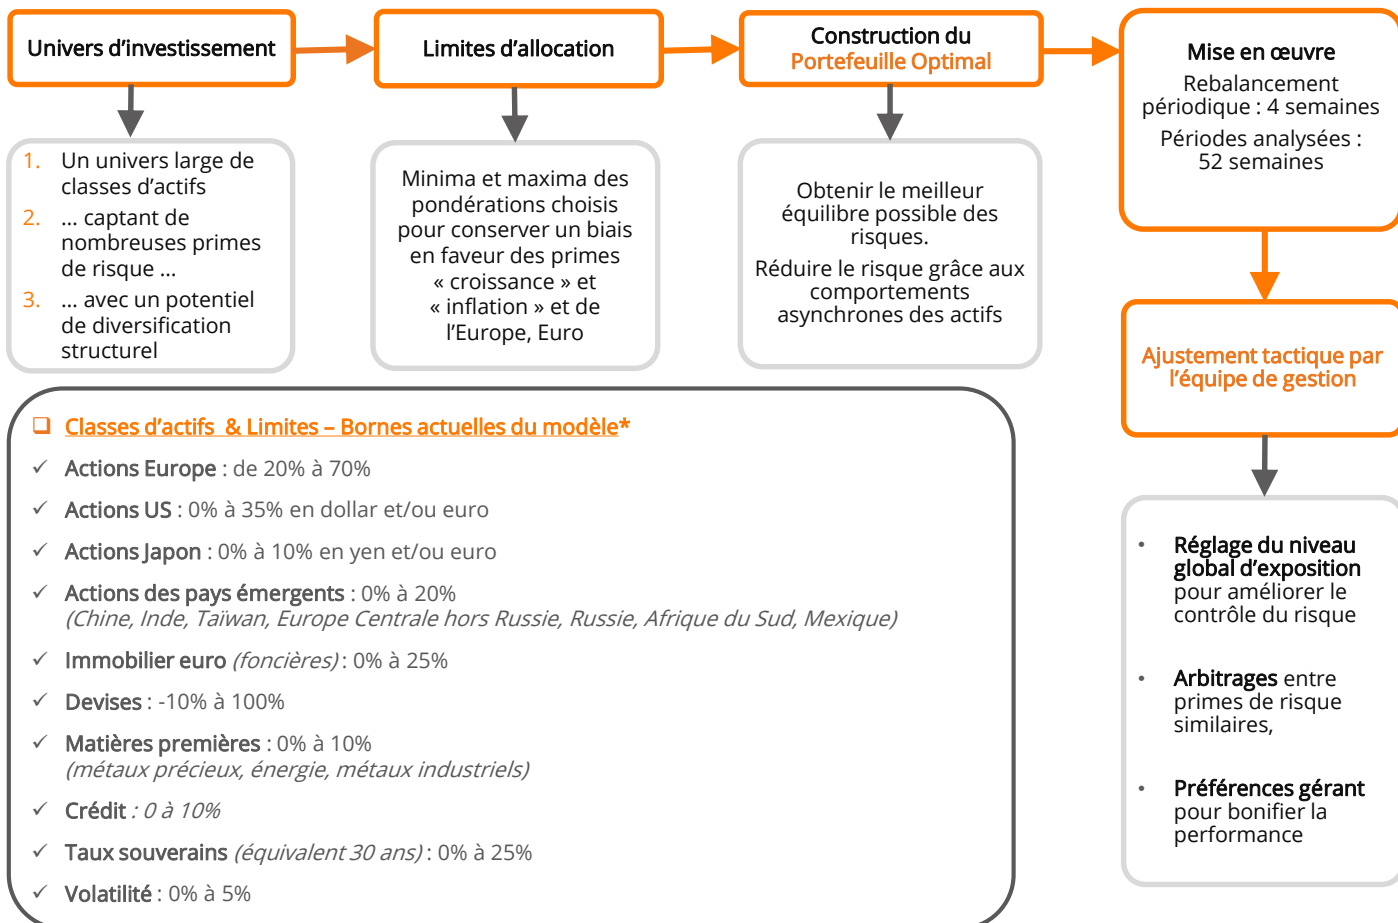 Univers d'investissement
Limites d'allocation
Construction du
Portefeuille Optimal
Mise en œuvre
Rebalancement
périodique : 4 semaines
Périodes analysées :
52 semaines
1. Un univers large de
classes d'actifs
2. ... captant de
nombreuses primes
de risque ...
3. ... avec un potentiel
de diversification
structurel
Minima et maxima des
pondérations choisis
pour conserver un biais
en faveur des primes
« croissance » et
« inflation » et de
l'Europe, Euro
Obtenir le meilleur
équilibre possible des
risques.
Réduire le risque grâce aux
comportements
asynchrones des actifs
Ajustement tactique par
l'équipe de gestion
❑ Classes d'actifs & Limites – Bornes actuelles du modèle*
✓ Actions Europe : de 20% à 70%
✓ Actions US : 0% à 35% en dollar et/ou euro
✓ Actions Japon : 0% à 10% en yen et/ou euro
✓ Actions des pays émergents : 0% à 20%
(Chine, Inde, Taïwan, Europe Centrale hors Russie, Russie, Afrique du Sud, Mexique)
✓ Immobilier euro (foncières) : 0% à 25%
✓ Devises : -10% à 100%
✓ Matières premières : 0% à 10%
(métaux précieux, énergie, métaux industriels)
✓ Crédit : 0 à 10%
✓ Taux souverains (équivalent 30 ans) : 0% à 25%
✓ Volatilité : 0% à 5%
• Réglage du niveau
global d'exposition
pour améliorer le
contrôle du risque
• Arbitrages entre
primes de risque
similaires,
• Préférences gérant
pour bonifier la
performance